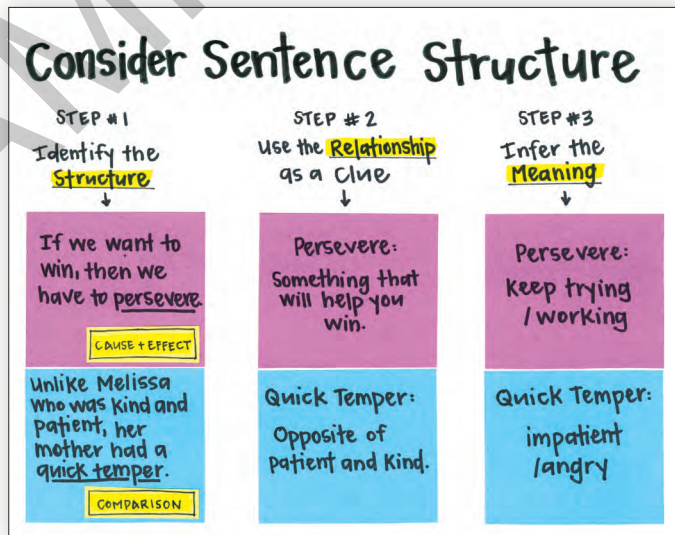 Consider Sentence Structure
STEP #1
Identify the
Structure
If we want to
win, then we
have to persevere.
CAUSE + EFFECT
Unlike Melissa
who was kind and
patient, her
mother had a
quick temper.
COMPARISON
STEP #2
Use the Relationship
as a Clue
Persevere:
Something that
will help you
win.
Quick Temper:
Opposite of
patient and Kind.
STEP #3
Infer the
Meaning
Persevere:
Keep trying
/working
Quick Temper:
impatient
/angry